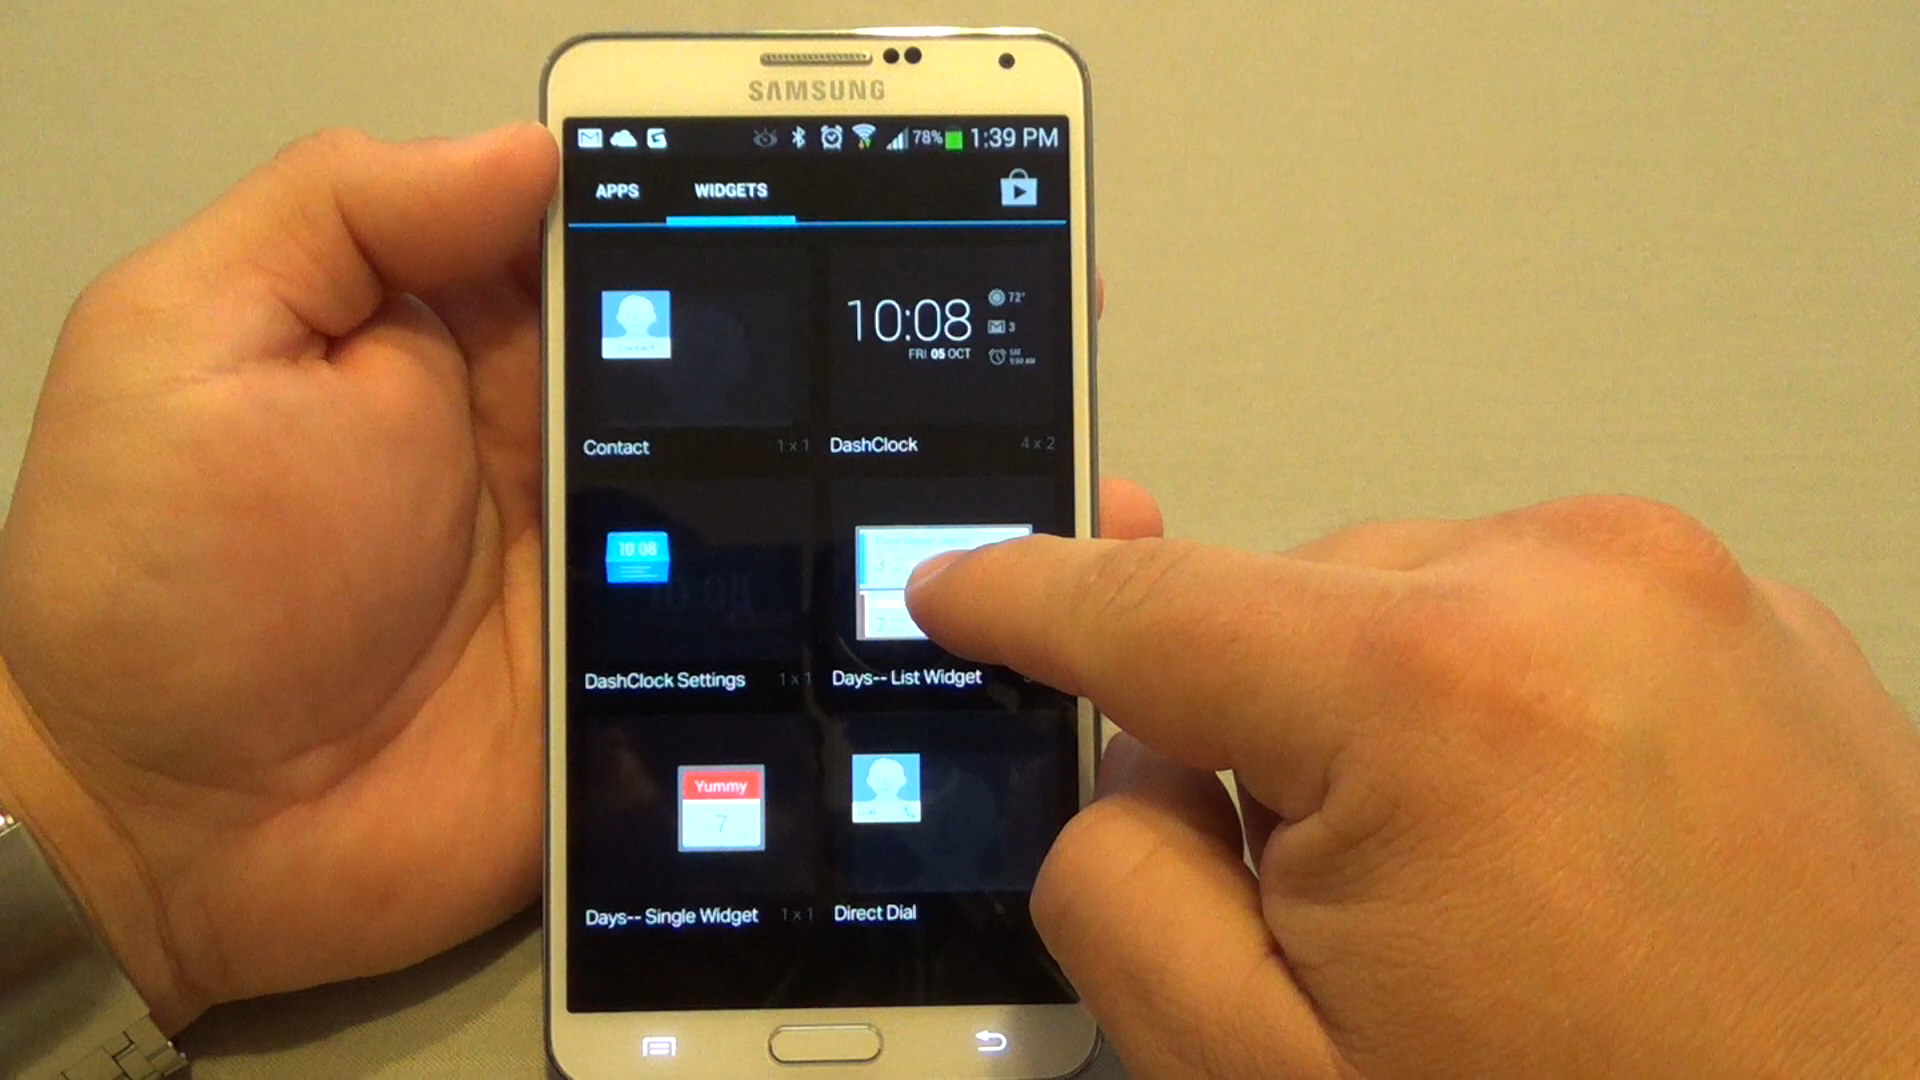 SAMSUNG
78% 1:39 PM
APPS WIDGETS
10:08
72°
3
FRI 05 OCT
Contact 1 x 1 DashClock 4 x 2
10:08
3
7
DashClock Settings 1 x 1 Days-- List Widget
Yummy
7
Days-- Single Widget 1 x 1 Direct Dial